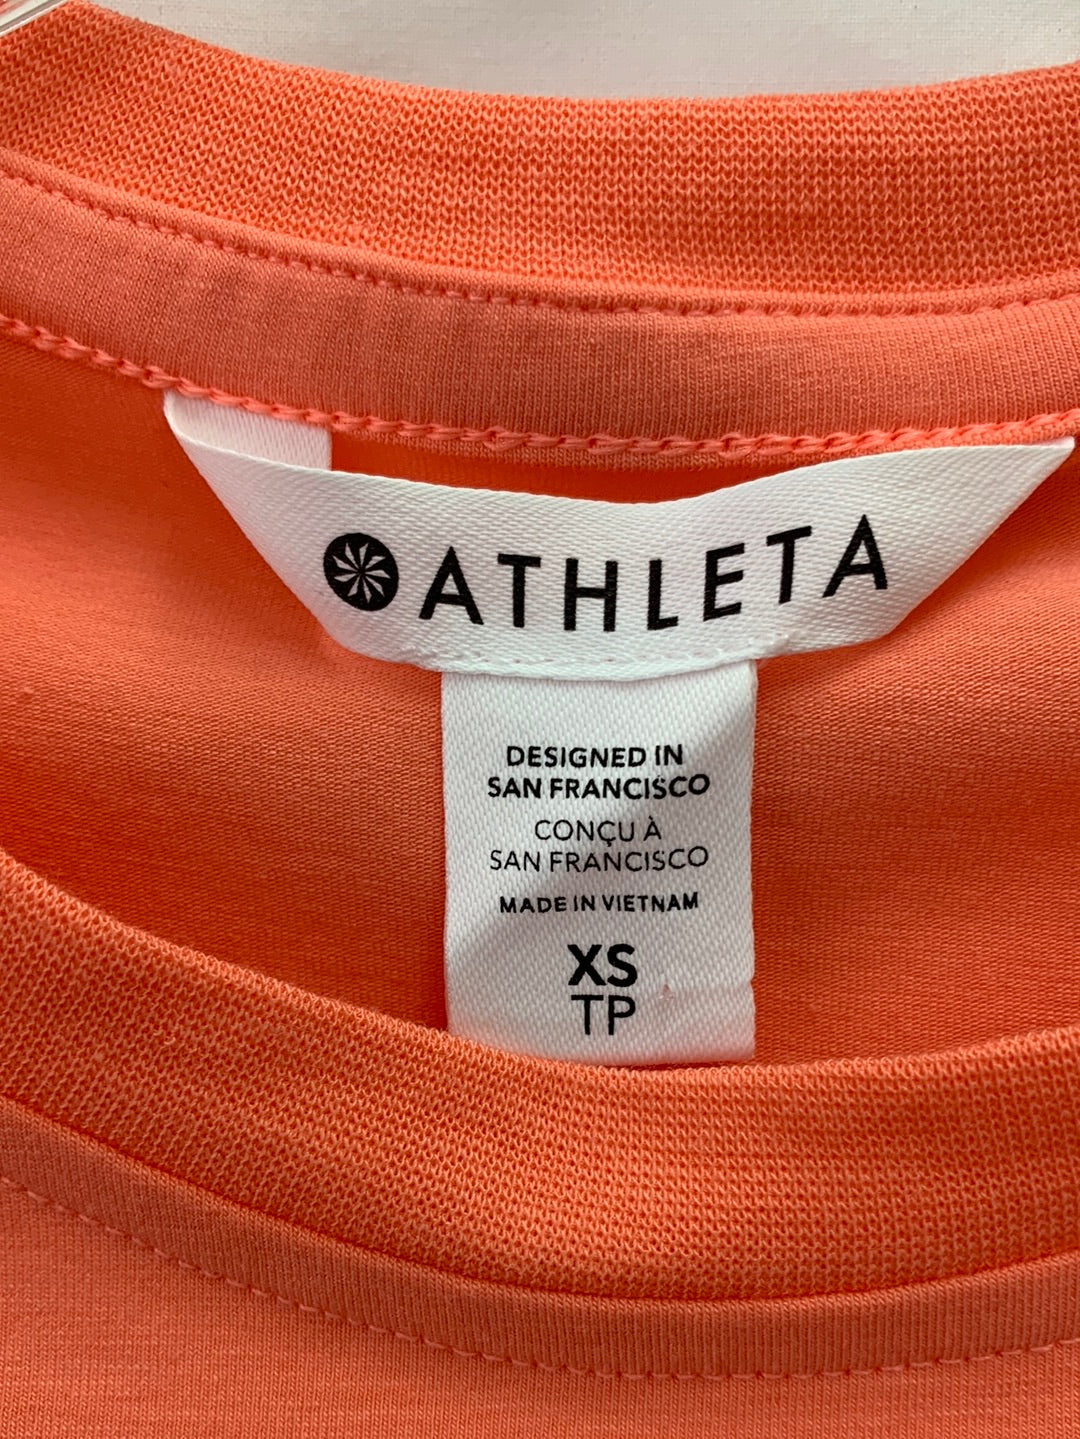 ATHLETA
DESIGNED IN
SAN FRANCISCO
CONÇU À
SAN FRANCISCO
MADE IN VIETNAM
XS
TP